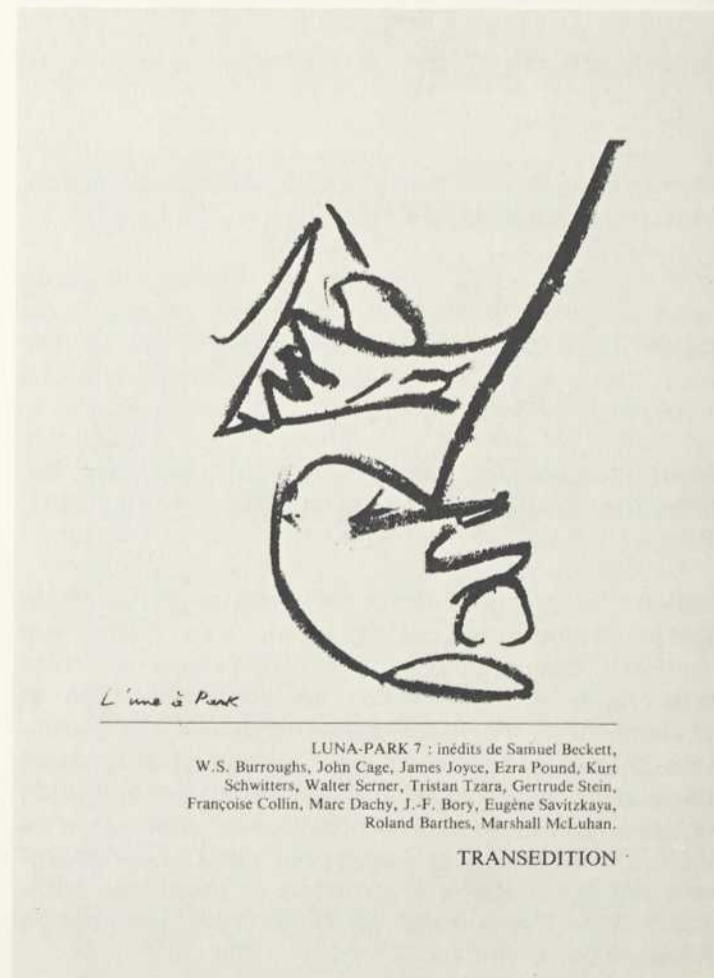 L'une à Park
LUNA-PARK 7 : inédits de Samuel Beckett,
W.S. Burroughs, John Cage, James Joyce, Ezra Pound, Kurt
Schwitters, Walter Serner, Tristan Tzara, Gertrude Stein,
Françoise Collin, Marc Dachy, J.-F. Bory, Eugène Savitzkaya,
Roland Barthes, Marshall McLuhan.
TRANSEDITION